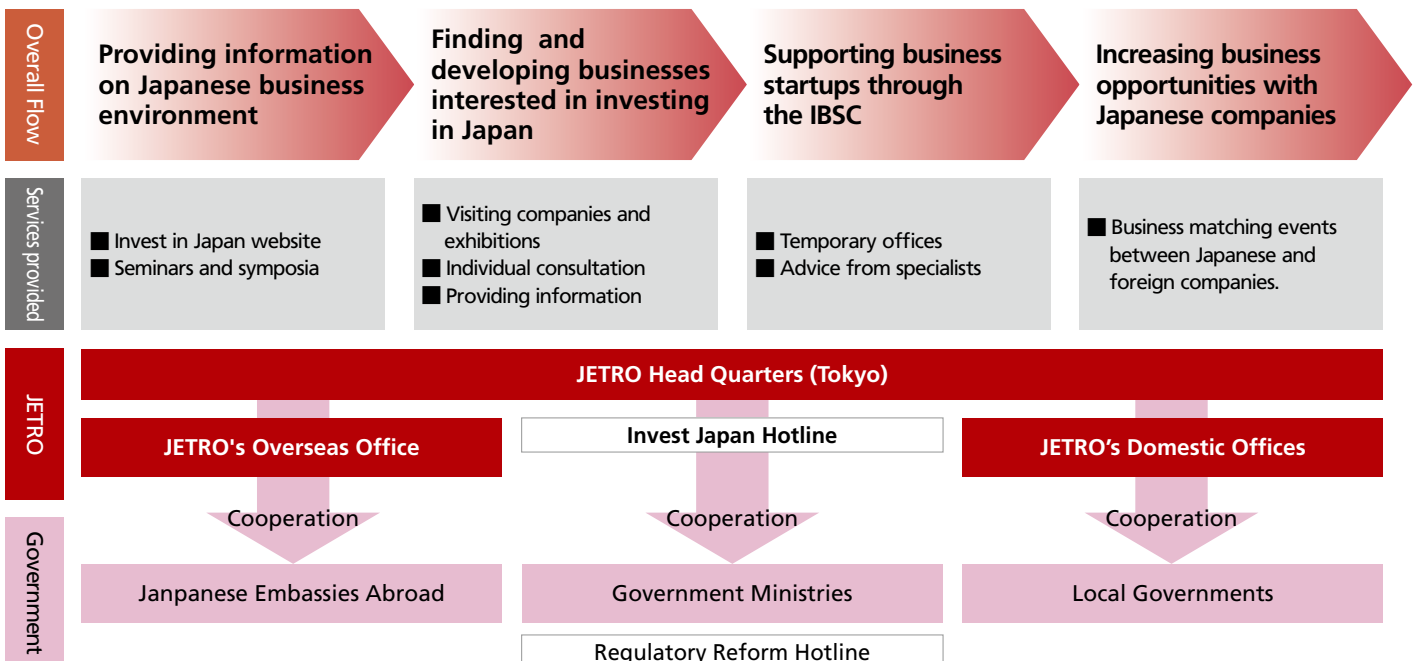 Overall Flow
Providing information
on Japanese business
environment
Finding and
developing businesses
interested in investing
in Japan
Supporting business
startups through
the IBSC
Increasing business
opportunities with
Japanese companies
Services provided
■ Invest in Japan website
■ Seminars and symposia
■ Visiting companies and
exhibitions
■ Individual consultation
■ Providing information
■ Temporary offices
■ Advice from specialists
■ Business matching events
between Japanese and
foreign companies.
JETRO
JETRO Head Quarters (Tokyo)
JETRO's Overseas Office
Invest Japan Hotline
JETRO’s Domestic Offices
Cooperation
Cooperation
Cooperation
Government
Janpanese Embassies Abroad
Government Ministries
Local Governments
Regulatory Reform Hotline